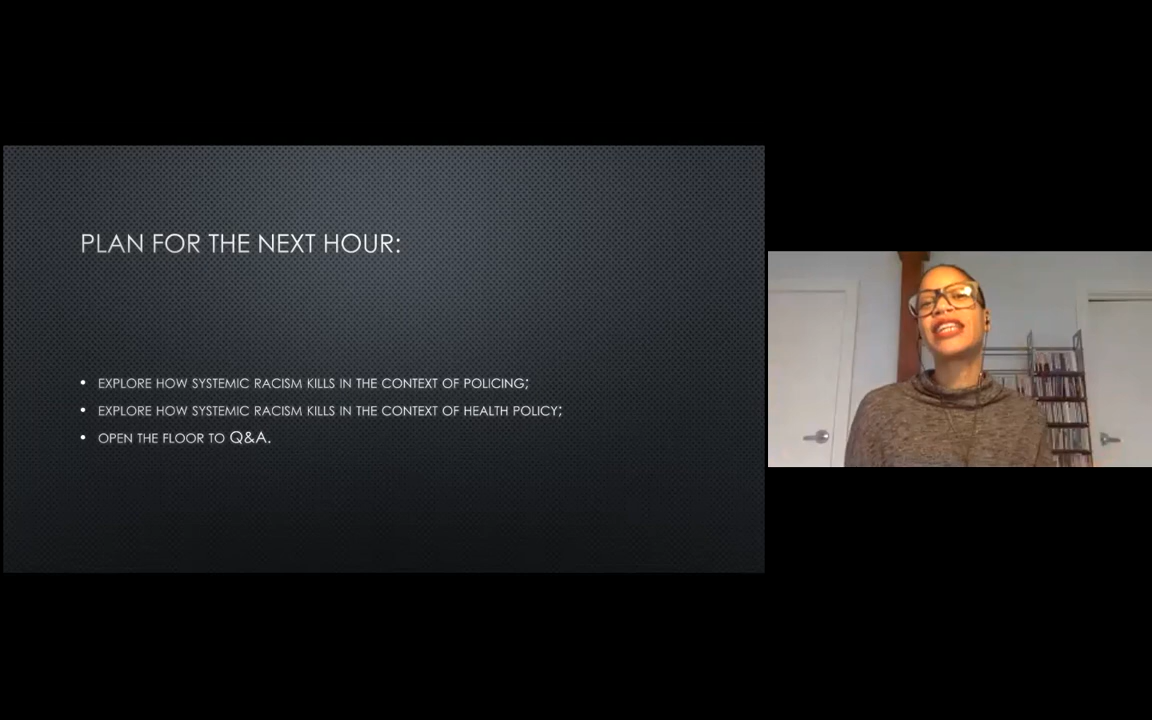 PLAN FOR THE NEXT HOUR:
• EXPLORE HOW SYSTEMIC RACISM KILLS IN THE CONTEXT OF POLICING;
• EXPLORE HOW SYSTEMIC RACISM KILLS IN THE CONTEXT OF HEALTH POLICY;
• OPEN THE FLOOR TO Q&A.